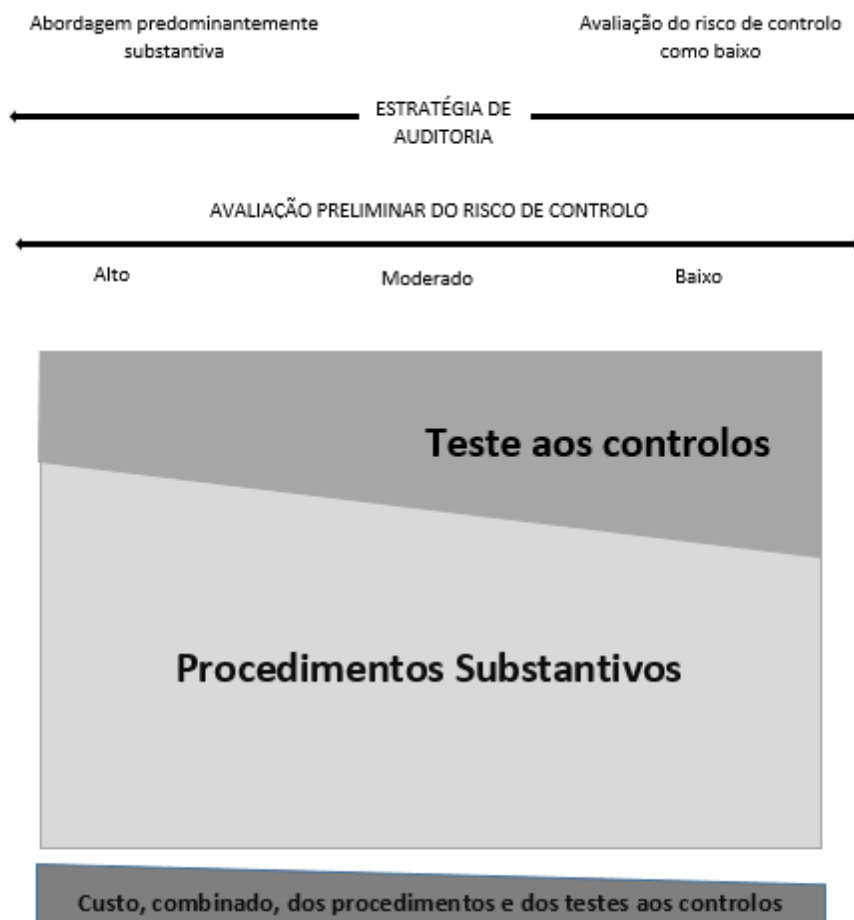 Abordagem predominantemente
substantiva
Avaliação do risco de controlo
como baixo
ESTRATÉGIA DE
AUDITORIA
AVALIAÇÃO PRELIMINAR DO RISCO DE CONTROLO
Alto
Moderado
Baixo
Teste aos controlos
Procedimentos Substantivos
Custo, combinado, dos procedimentos e dos testes aos controlos